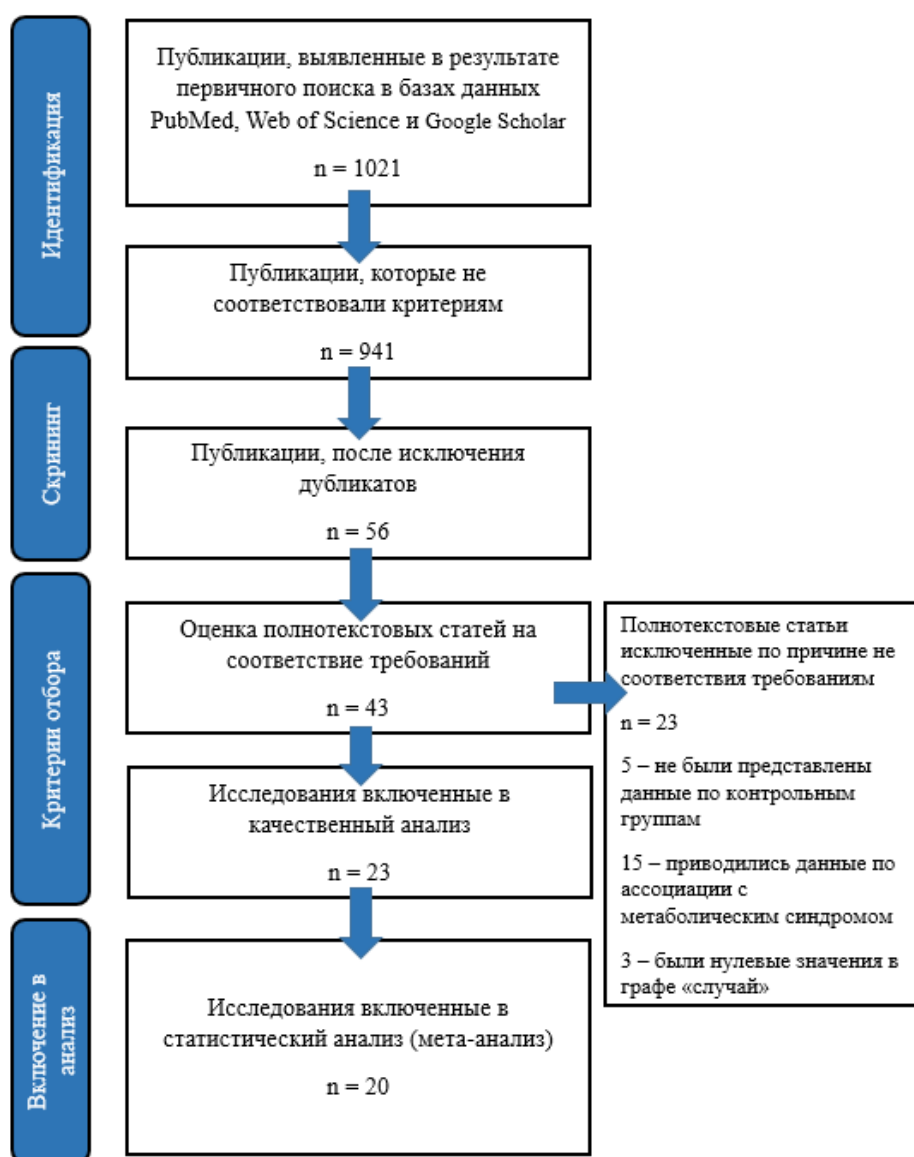 Идентификация
Публикации, выявленные в результате
первичного поиска в базах данных
PubMed, Web of Science и Google Scholar
n = 1021
Публикации, которые не
соответствовали критериям
n = 941
Скрининг
Публикации, после исключения
дубликатов
n = 56
Критерии отбора
Оценка полнотекстовых статей на
соответствие требований
n = 43
Полнотекстовые статьи
исключенные по причине не
соответствия требованиям
n = 23
5 – не были представлены
данные по контрольным
группам
15 – приводились данные по
ассоциации с
метаболическим синдромом
3 – были нулевые значения в
графе «случай»
Исследования включенные в
качественный анализ
n = 23
Включение в
анализ
Исследования включенные в
статистический анализ (мета-анализ)
n = 20